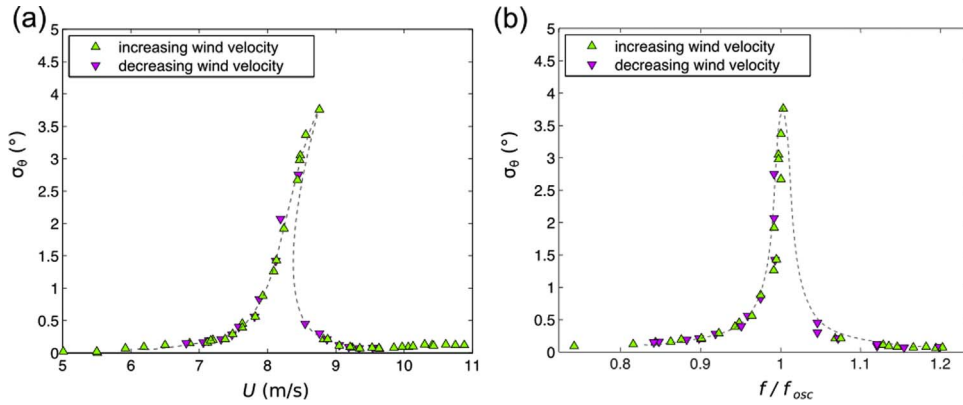 (a)
5
4.5
4
3.5
3
2.5
2
1.5
1
0.5
0
σθ (°)
increasing wind velocity
decreasing wind velocity
5 6 7 8 9 10 11
U (m/s)
(b)
5
4.5
4
3.5
3
2.5
2
1.5
1
0.5
0
σθ (°)
increasing wind velocity
decreasing wind velocity
0.8 0.9 1 1.1 1.2
f / fosc